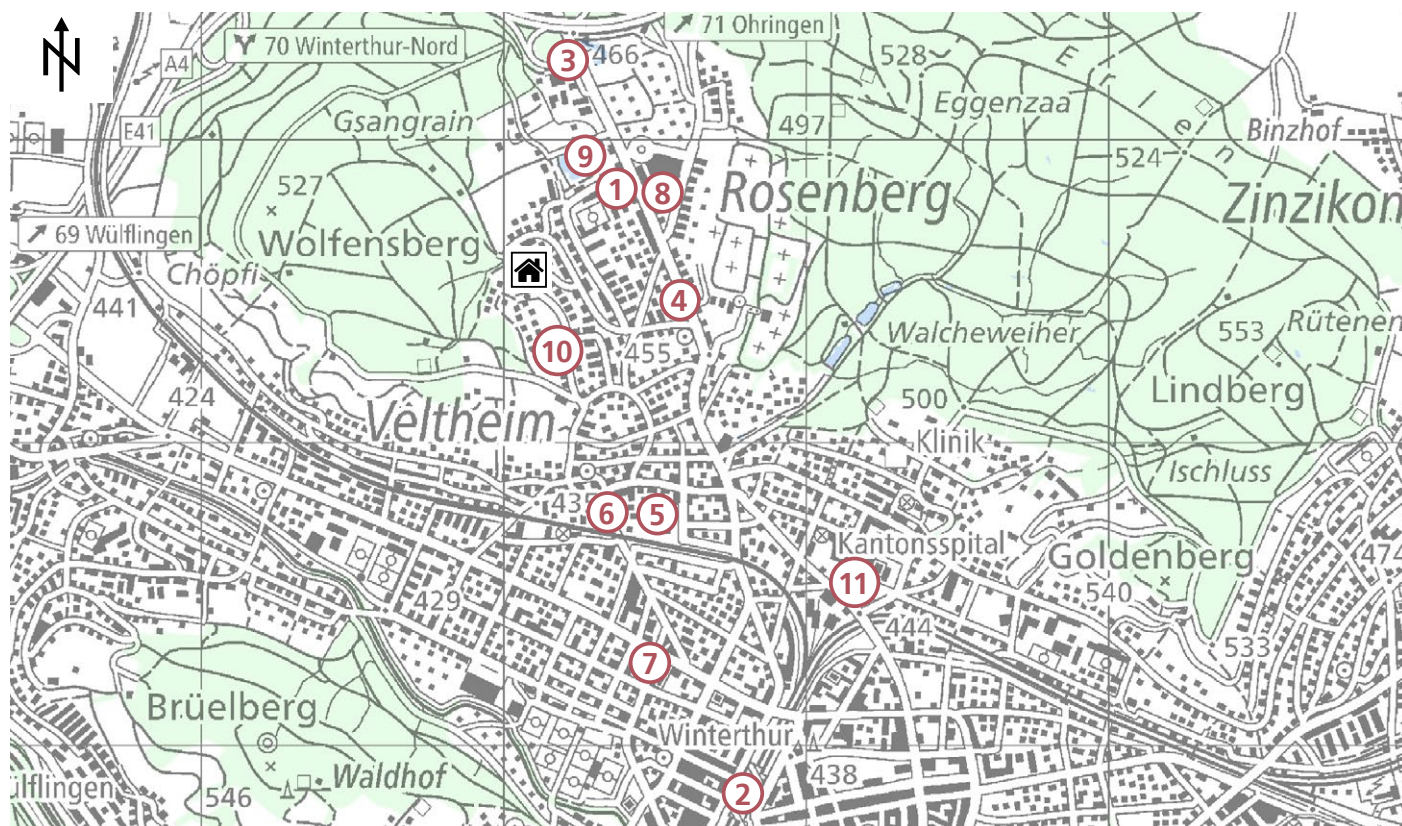 N
70 Winterthur-Nord
71 Ohringen
3
466
A4
528
Erlen
Eggenzaa
Gsangrain
497
E41
Binzhof
524
9
1
8
527
Rosenberg
Zinzikon
69 Wülflingen
Wolfensberg
Chöpfi
441
4
Walcheweiher
553
Rütenen
10
455
424
500
Lindberg
Veltheim
Klinik
Ischluss
43
6
5
Kantonsspital
474
Goldenberg
11
429
540
444
533
7
Brüelberg
Winterthur
Waldhof
438
546
ülflingen
2